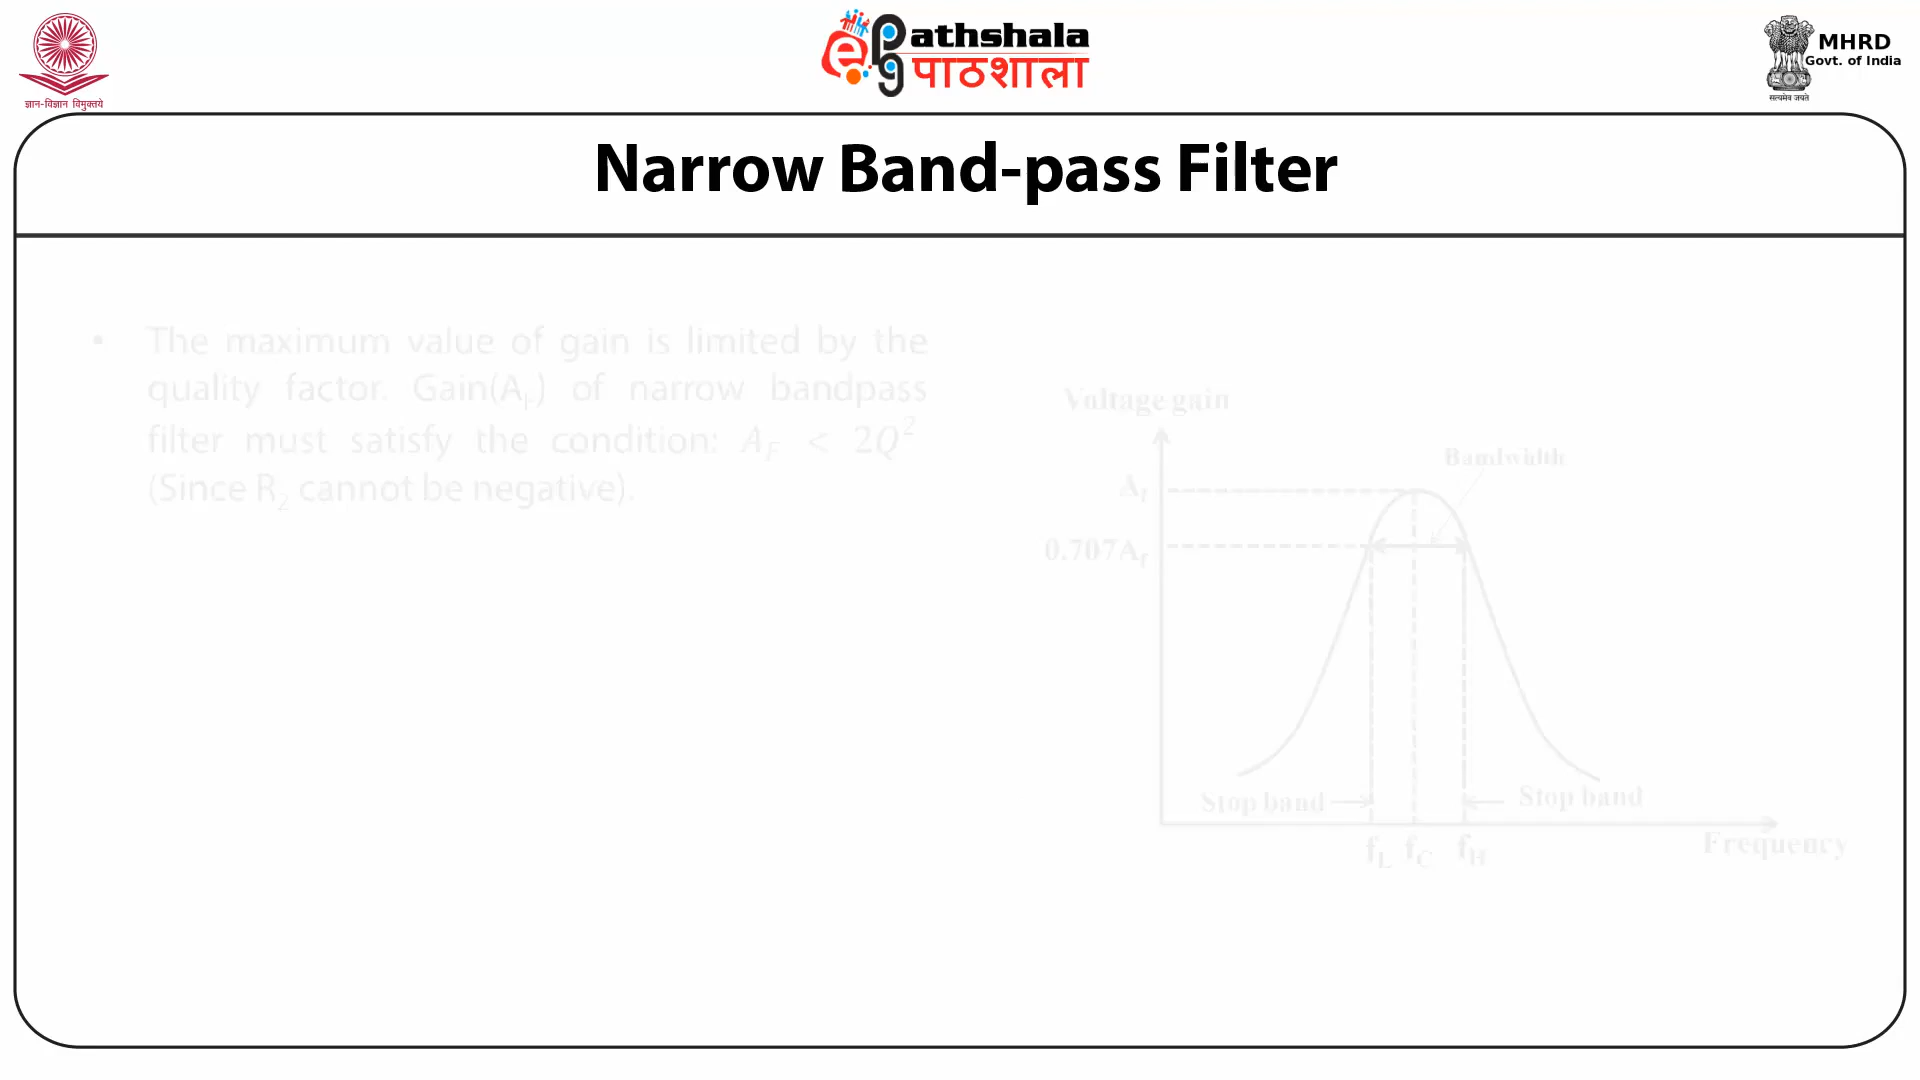 ज्ञान-विज्ञान विमुक्तये
ePathshala
पाठशाला
सत्यमेव जयते
MHRD
Govt. of India
Narrow Band-pass Filter
• The maximum value of gain is limited by the
quality factor. Gain(A_F) of narrow bandpass
filter must satisfy the condition: A_F < 2Q²
(Since R₂ cannot be negative).
Voltage gain
Bandwidth
A_f
0.707A_f
Stop band
Stop band
f_L f_C f_H
Frequency